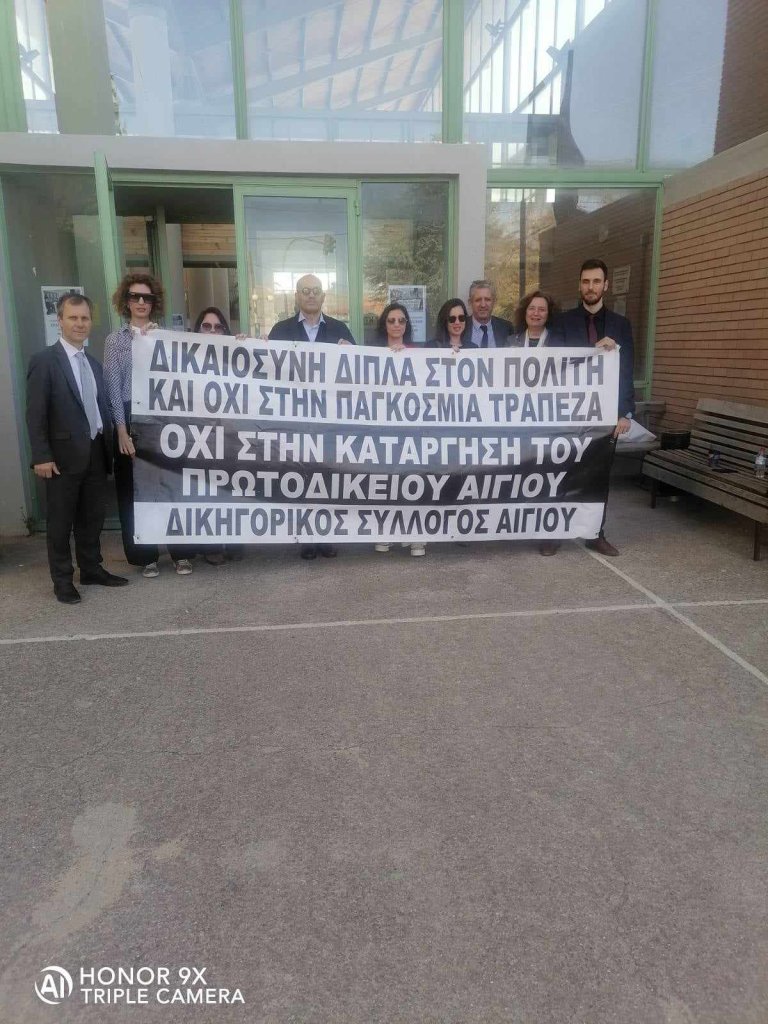 ΔΙΚΑΙΟΣΥΝΗ ΔΙΠΛΑ ΣΤΟΝ ΠΟΛΙΤΗ
ΚΑΙ ΟΧΙ ΣΤΗΝ ΠΑΓΚΟΣΜΙΑ ΤΡΑΠΕΖΑ
ΟΧΙ ΣΤΗΝ ΚΑΤΑΡΓΗΣΗ ΤΟΥ
ΠΡΩΤΟΔΙΚΕΙΟΥ ΑΙΓΙΟΥ
ΔΙΚΗΓΟΡΙΚΟΣ ΣΥΛΛΟΓΟΣ ΑΙΓΙΟΥ
AI HONOR 9X
TRIPLE CAMERA